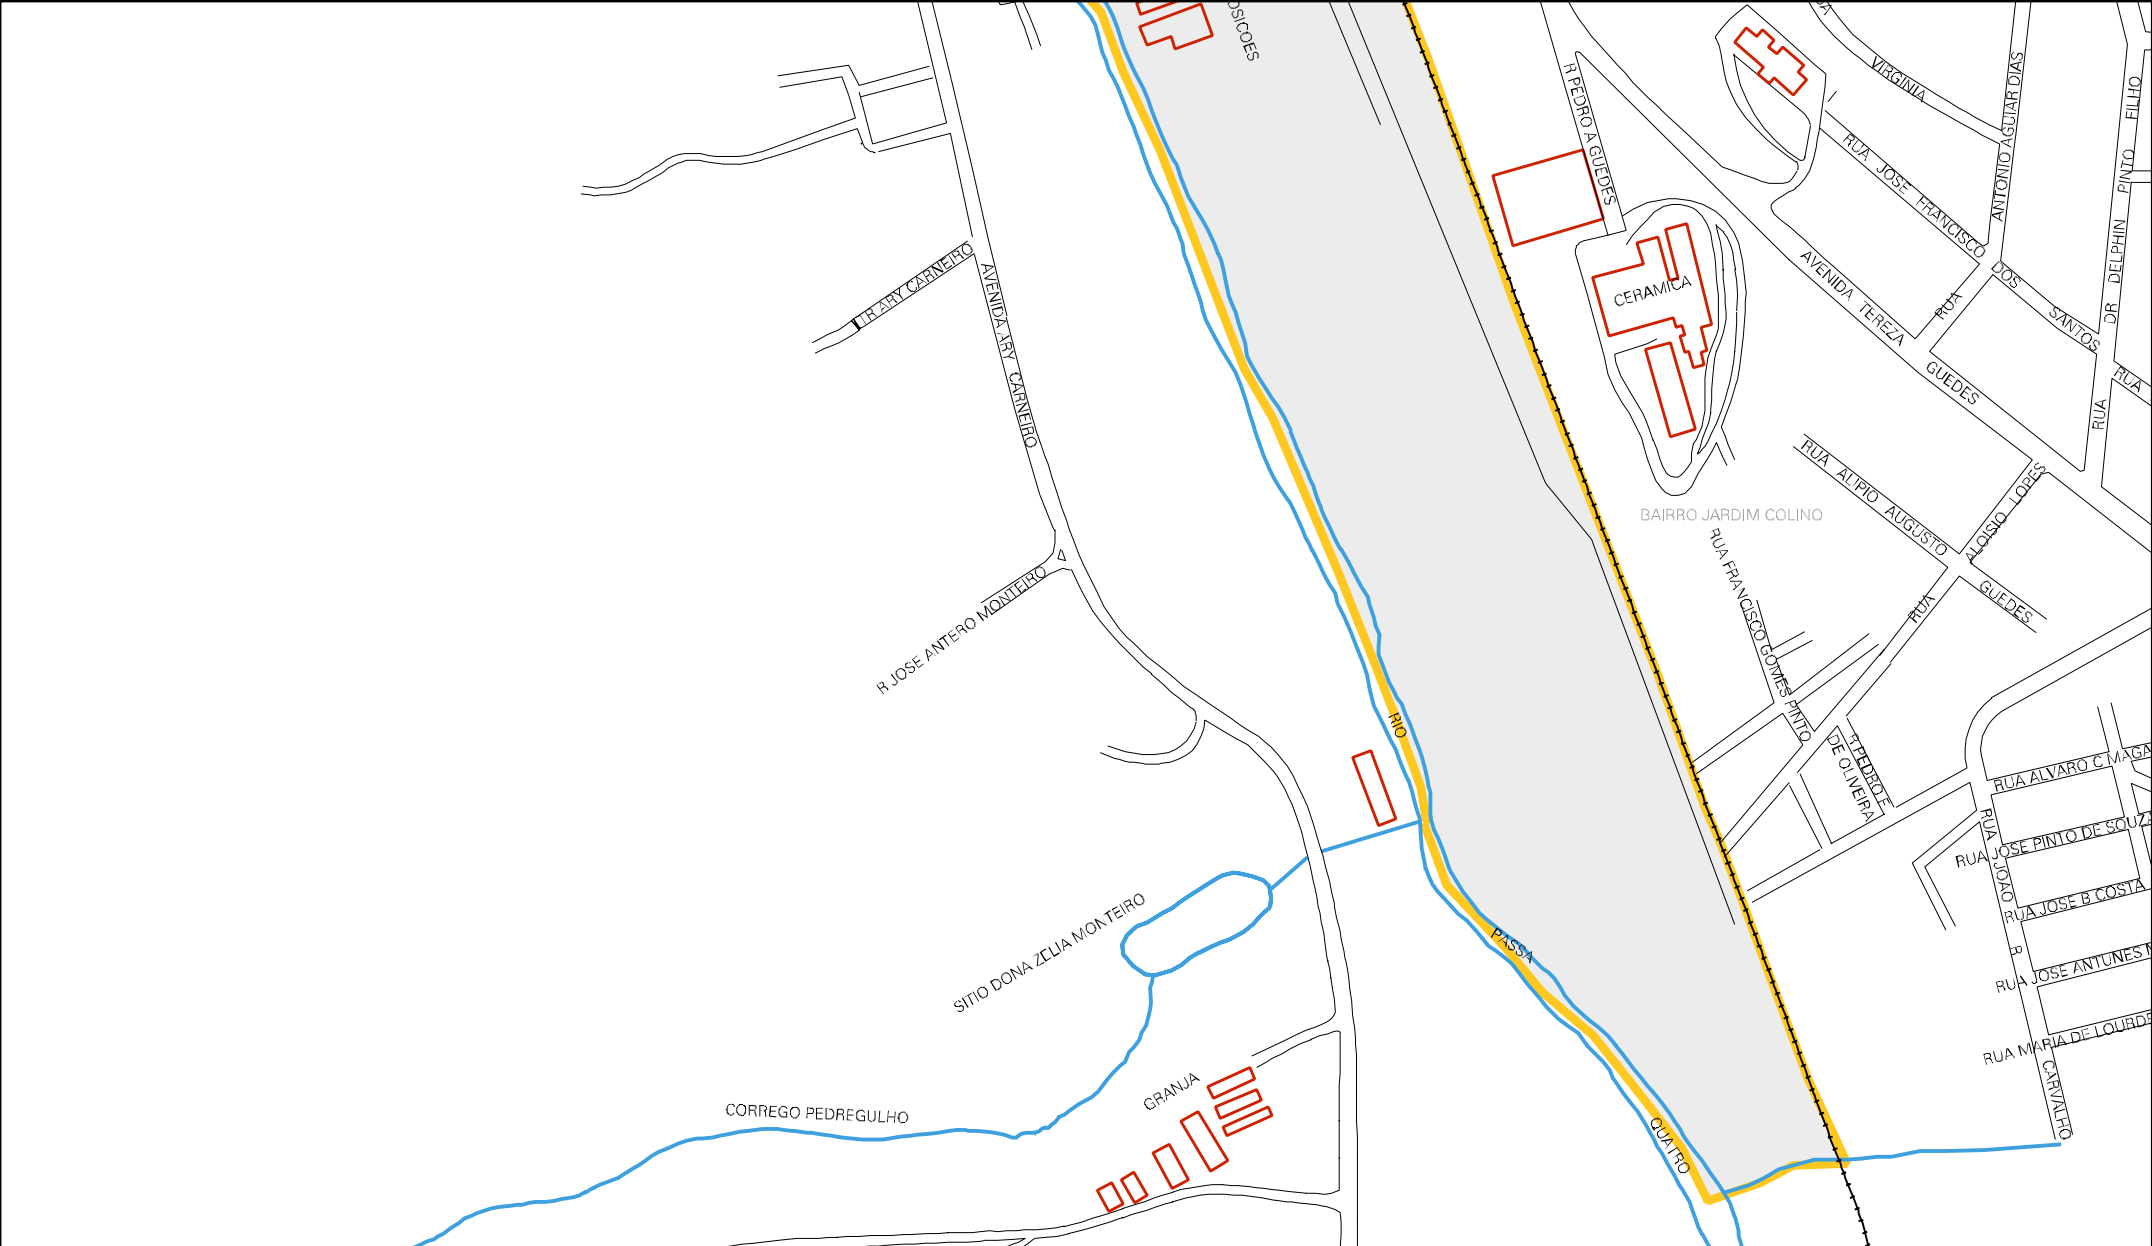 OSICOES
VIRGINIA
ANTONIO AGUIAR DIAS
RUA DR DELPHIN PINTO FILHO
R PEDRO A GUEDES
RUA JOSE FRANCISCO DOS SANTOS
RUA
RUA
AVENIDA TEREZA GUEDES
CERAMICA
TR ARY CARNEIRO
AVENIDA ARY CARNEIRO
BAIRRO JARDIM COLINO
RUA ALIPIO AUGUSTO GUEDES
RUA ALOISIO LOPES
RUA FRANCISCO GOMES PINTO
R JOSE ANTERO MONTEIRO
R PEDRO F
DE OLIVEIRA
RIO PASSA QUATRO
RUA ALVARO C MAGA
RUA JOSE PINTO DE SOUZA
RUA JOAO R CARVALHO
RUA JOSE B COSTA
RUA JOSE ANTUNES
RUA MARIA DE LOURDE
SITIO DONA ZELIA MONTEIRO
GRANJA
CORREGO PEDREGULHO